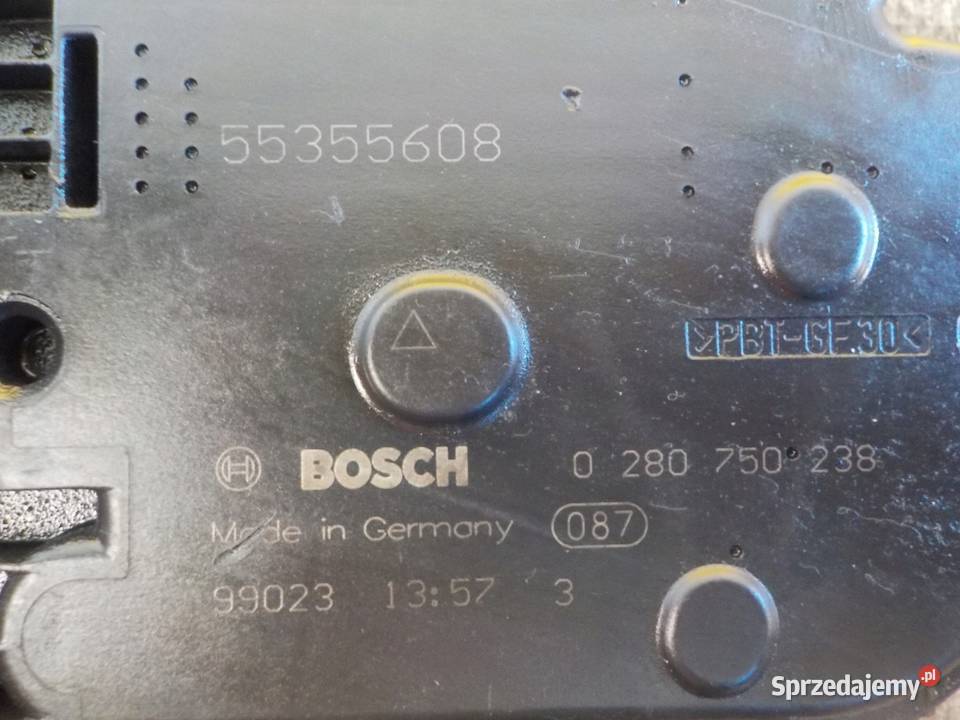 55355608
>PBT-GF30<
BOSCH 0 280 750 238
Made in Germany 087
99023 13:57 3
Sprzedajemy.pl